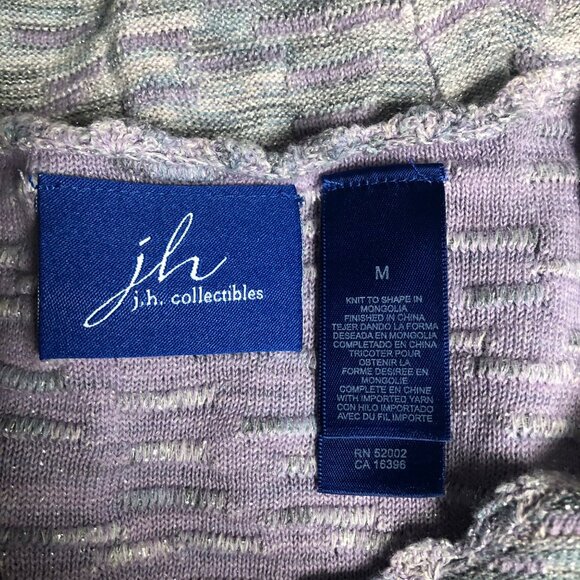 jh
j.h. collectibles
M
KNIT TO SHAPE IN
MONGOLIA
FINISHED IN CHINA
TEJER DANDO LA FORMA
DESEADA EN MONGOLIA
COMPLETADO EN CHINA
TRICOTER POUR
OBTENIR LA
FORME DESIREE EN
MONGOLIE
COMPLETE EN CHINE
WITH IMPORTED YARN
CON HILO IMPORTADO
AVEC DU FIL IMPORTE
RN 52002
CA 16396